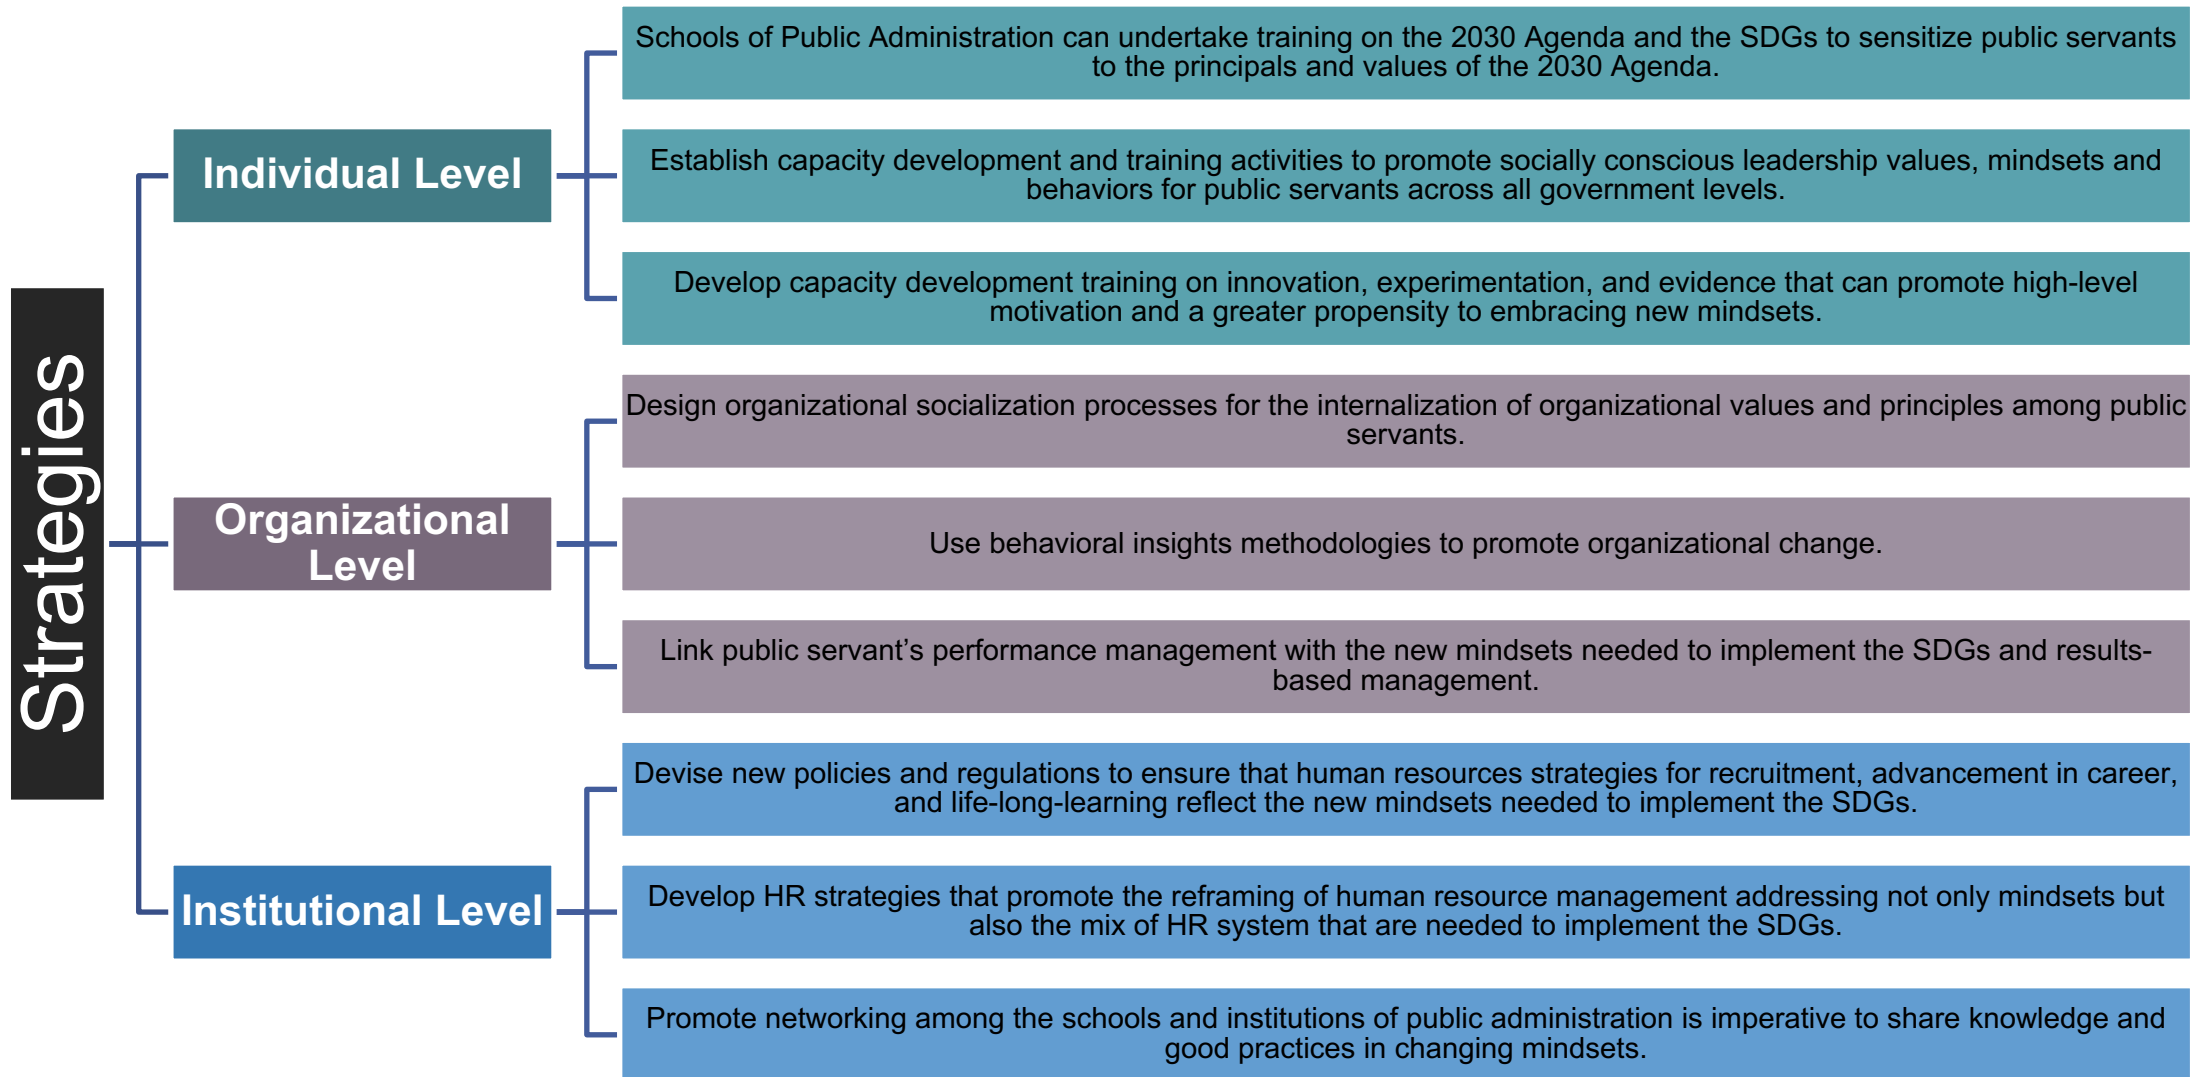 Strategies
Individual Level
Schools of Public Administration can undertake training on the 2030 Agenda and the SDGs to sensitize public servants
to the principals and values of the 2030 Agenda.
Establish capacity development and training activities to promote socially conscious leadership values, mindsets and
behaviors for public servants across all government levels.
Develop capacity development training on innovation, experimentation, and evidence that can promote high-level
motivation and a greater propensity to embracing new mindsets.
Organizational
Level
Design organizational socialization processes for the internalization of organizational values and principles among public
servants.
Use behavioral insights methodologies to promote organizational change.
Link public servant’s performance management with the new mindsets needed to implement the SDGs and results-
based management.
Institutional Level
Devise new policies and regulations to ensure that human resources strategies for recruitment, advancement in career,
and life-long-learning reflect the new mindsets needed to implement the SDGs.
Develop HR strategies that promote the reframing of human resource management addressing not only mindsets but
also the mix of HR system that are needed to implement the SDGs.
Promote networking among the schools and institutions of public administration is imperative to share knowledge and
good practices in changing mindsets.